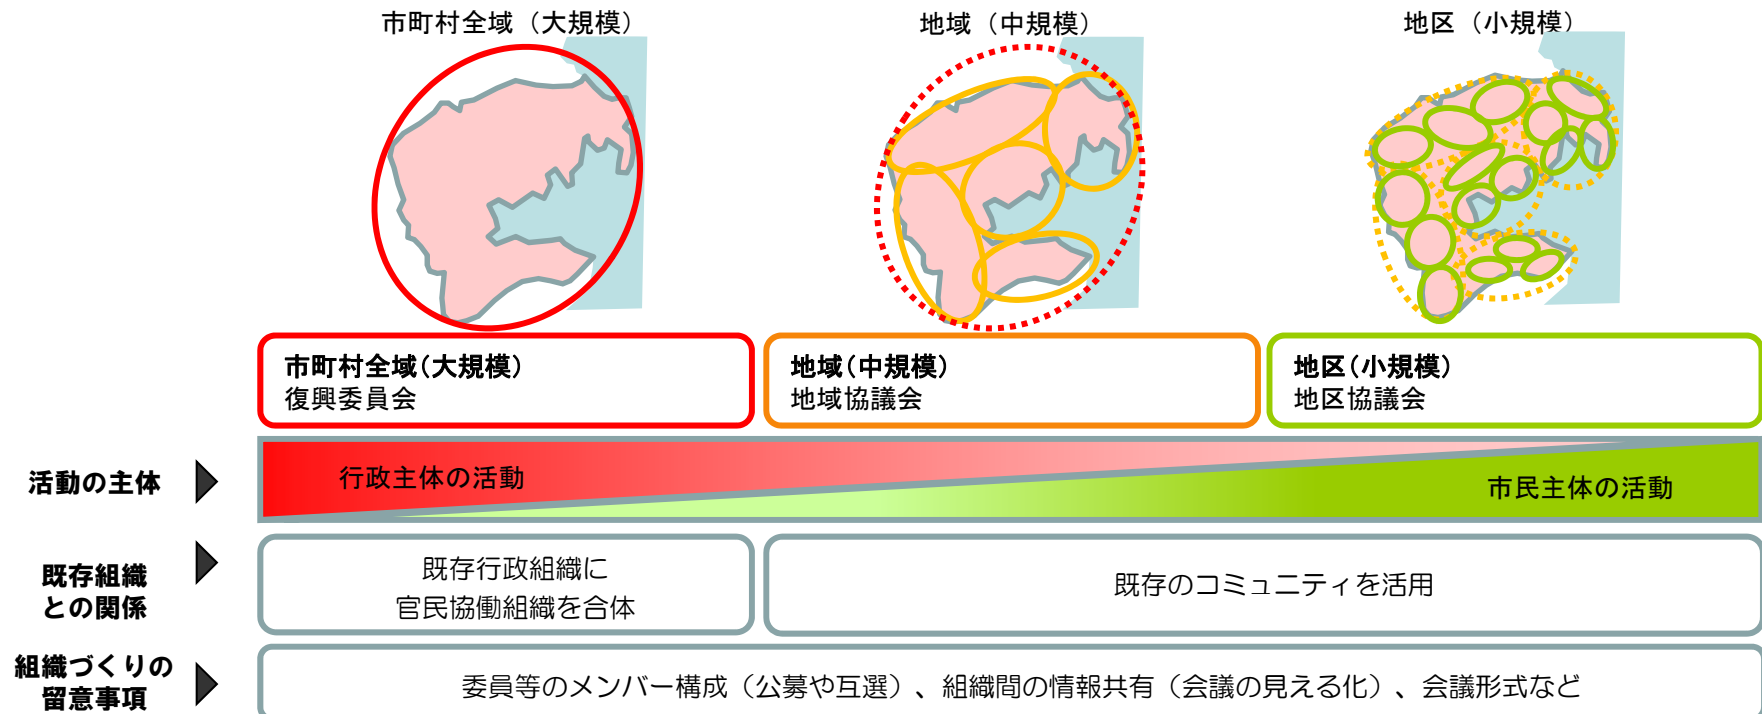 市町村全域（大規模）
地域（中規模）
地区（小規模）
市町村全域(大規模)
復興委員会
地域(中規模)
地域協議会
地区(小規模)
地区協議会
活動の主体
行政主体の活動
市民主体の活動
既存組織
との関係
既存行政組織に
官民協働組織を合体
既存のコミュニティを活用
組織づくりの
留意事項
委員等のメンバー構成（公募や互選）、組織間の情報共有（会議の見える化）、会議形式など